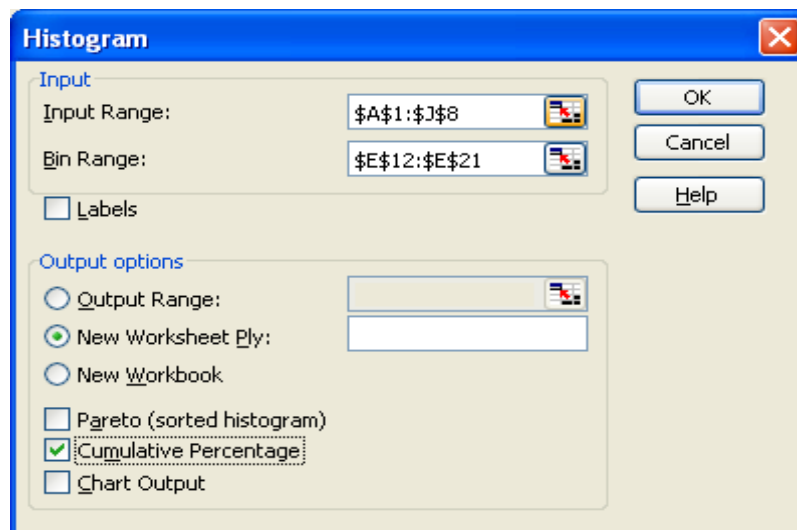 Histogram
Input
Input Range: $A$1:$J$8
Bin Range: $E$12:$E$21
Labels
OK
Cancel
Help
Output options
Output Range:
New Worksheet Ply:
New Workbook
Pareto (sorted histogram)
Cumulative Percentage
Chart Output